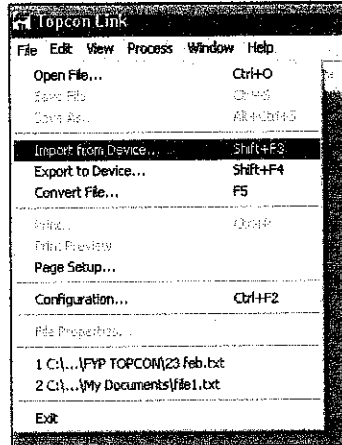 Topcon Link
File Edit View Process Window Help
Open File... Ctrl+O
Save File Ctrl+S
Save As... Alt+Ctrl+S
Import from Device... Shift+F3
Export to Device... Shift+F4
Convert File... F5
Print... Ctrl+P
Print Preview
Page Setup...
Configuration... Ctrl+F2
File Properties...
1 C:\...\FYP TOPCON\23 feb.txt
2 C:\...\My Documents\file1.txt
Exit